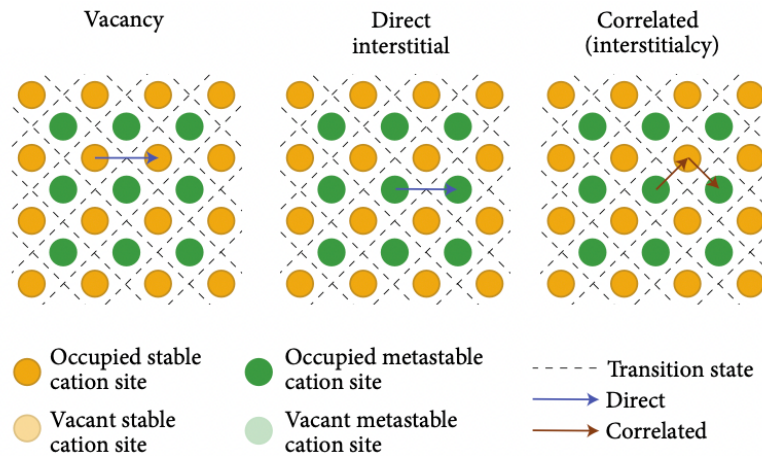 Vacancy
Direct
interstitial
Correlated
(interstitialcy)
Occupied stable
cation site
Vacant stable
cation site
Occupied metastable
cation site
Vacant metastable
cation site
Transition state
Direct
Correlated